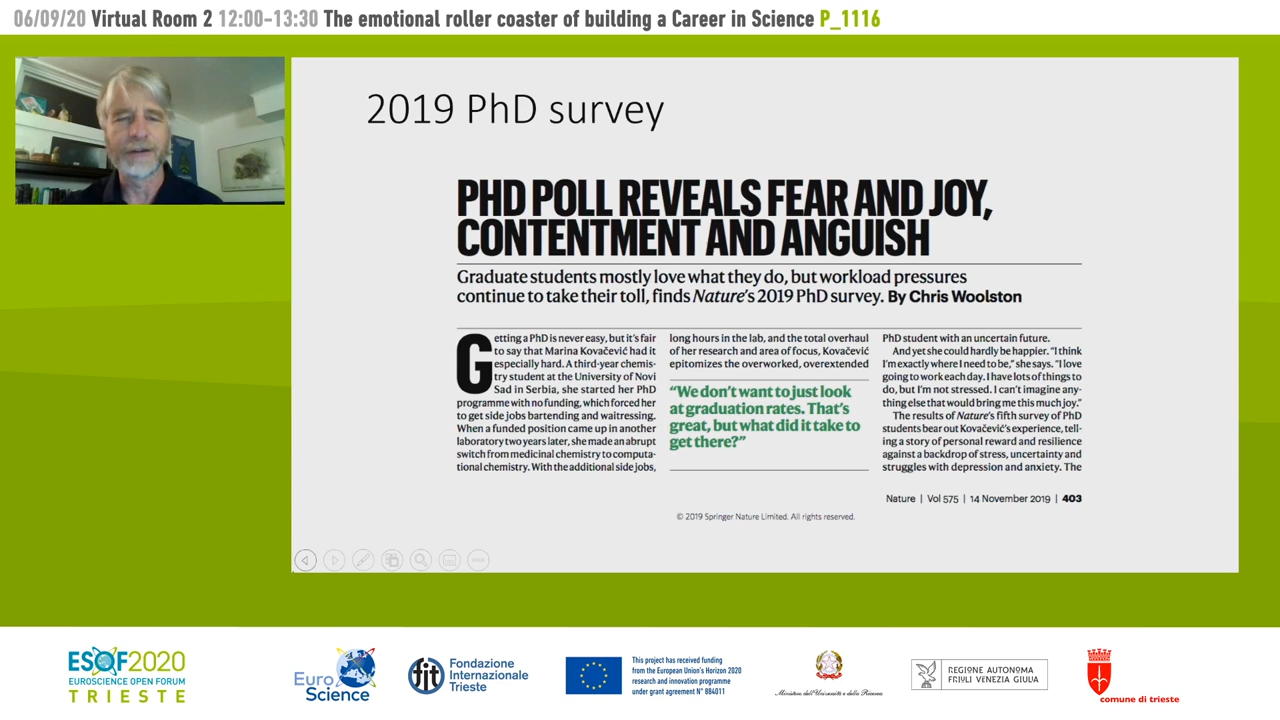 06/09/20 Virtual Room 2 12:00-13:30 The emotional roller coaster of building a Career in Science P_1116
2019 PhD survey
PHD POLL REVEALS FEAR AND JOY,
CONTENTMENT AND ANGUISH
Graduate students mostly love what they do, but workload pressures
continue to take their toll, finds Nature's 2019 PhD survey. By Chris Woolston
Getting a PhD is never easy, but it's fair
to say that Marina Kovačević had it
especially hard. A third-year chemis-
try student at the University of Novi
Sad in Serbia, she started her PhD
programme with no funding, which forced her
to get side jobs bartending and waitressing.
When a funded position came up in another
laboratory two years later, she made an abrupt
switch from medicinal chemistry to computa-
tional chemistry. With the additional side jobs,
long hours in the lab, and the total overhaul
of her research and area of focus, Kovačević
epitomizes the overworked, overextended
“We don't want to just look
at graduation rates. That's
great, but what did it take to
get there?”
PhD student with an uncertain future.
And yet she could hardly be happier. “I think
I'm exactly where I need to be,” she says. “I love
going to work each day. I have lots of things to
do, but I'm not stressed. I can't imagine any-
thing else that would bring me this much joy.”
The results of Nature's fifth survey of PhD
students bear out Kovačević's experience, tell-
ing a story of personal reward and resilience
against a backdrop of stress, uncertainty and
struggles with depression and anxiety. The
Nature | Vol 575 | 14 November 2019 | 403
© 2019 Springer Nature Limited. All rights reserved.
ESOF2020
EUROSCIENCE OPEN FORUM
TRIESTE
Euro
Science
fit
Fondazione
Internazionale
Trieste
This project has received funding
from the European Union's Horizon 2020
research and innovation programme
under grant agreement N° 884011
Ministero dell'Università e della Ricerca
REGIONE AUTONOMA
FRIULI VENEZIA GIULIA
comune di trieste